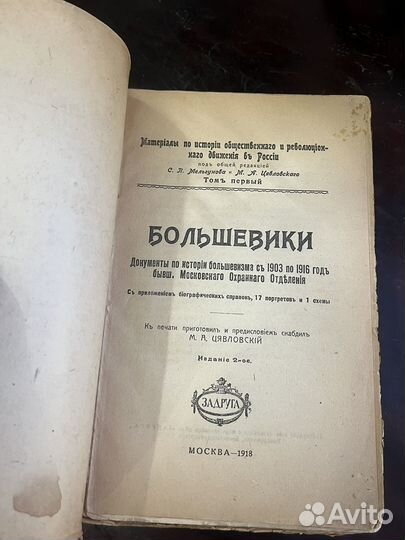 Матеріалы по исторіи общественнаго и революціон-
наго движенія въ Россіи
подъ общей редакціей
С. П. Мельгунова и М. А. Цявловскаго
Томъ первый
БОЛЬШЕВИКИ
Документы по исторіи большевизма съ 1903 по 1916 годъ
бывш. Московскаго Охраннаго Отдѣленія
Съ приложеніемъ біографическихъ справокъ, 17 портретовъ и 1 схемы
Къ печати приготовилъ и предисловіемъ снабдилъ
М. А. ЦЯВЛОВСКІЙ
Изданіе 2-ое.
ЗАДРУГА
МОСКВА—1918
Avito